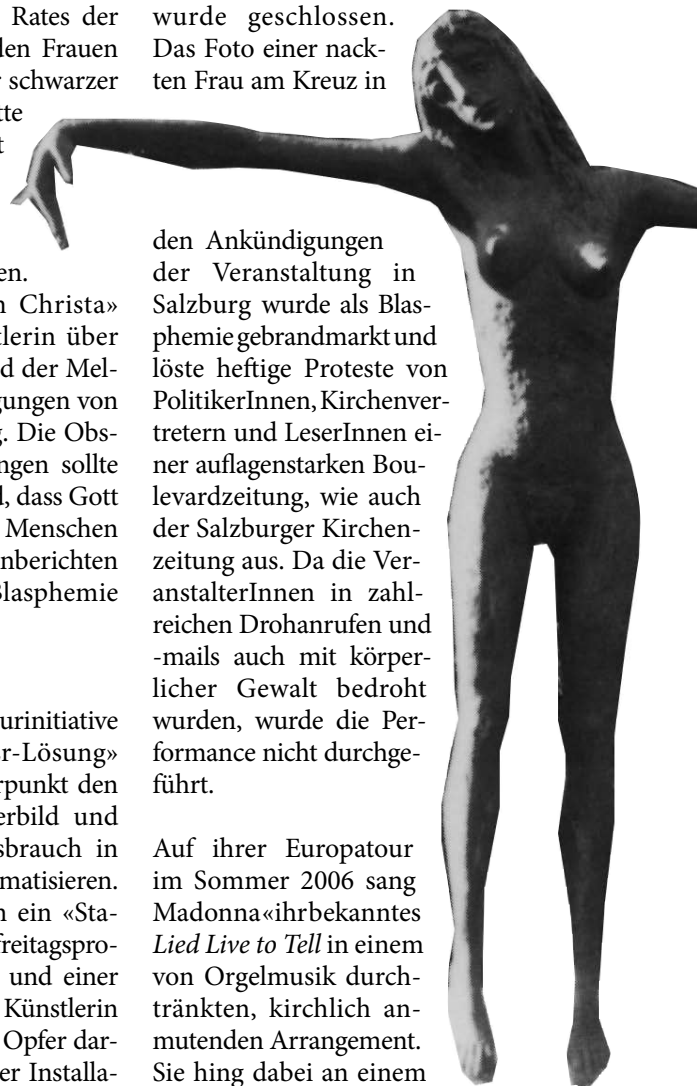 Rates der
den Frauen
r schwarzer
tte
t
en.
n Christa»
tlerin über
d der Mel-
gungen von
g. Die Obs-
ngen sollte
d, dass Gott
Menschen
nberichten
Blasphemie
urinitiative
r-Lösung»
rpunkt den
erbild und
sbrauch in
matisieren.
n ein «Sta-
freitagspro-
und einer
Künstlerin
Opfer dar-
er Installa-
wurde geschlossen.
Das Foto einer nack-
ten Frau am Kreuz in
den Ankündigungen
der Veranstaltung in
Salzburg wurde als Blas-
phemie gebrandmarkt und
löste heftige Proteste von
PolitikerInnen, Kirchenver-
tretern und LeserInnen ei-
ner auflagenstarken Bou-
levardzeitung, wie auch
der Salzburger Kirchen-
zeitung aus. Da die Ver-
anstalterInnen in zahl-
reichen Drohanrufen und
-mails auch mit körper-
licher Gewalt bedroht
wurden, wurde die Per-
formance nicht durchge-
führt.
Auf ihrer Europatour
im Sommer 2006 sang
Madonna «ihr bekanntes
Lied Live to Tell in einem
von Orgelmusik durch-
tränkten, kirchlich an-
mutenden Arrangement.
Sie hing dabei an einem